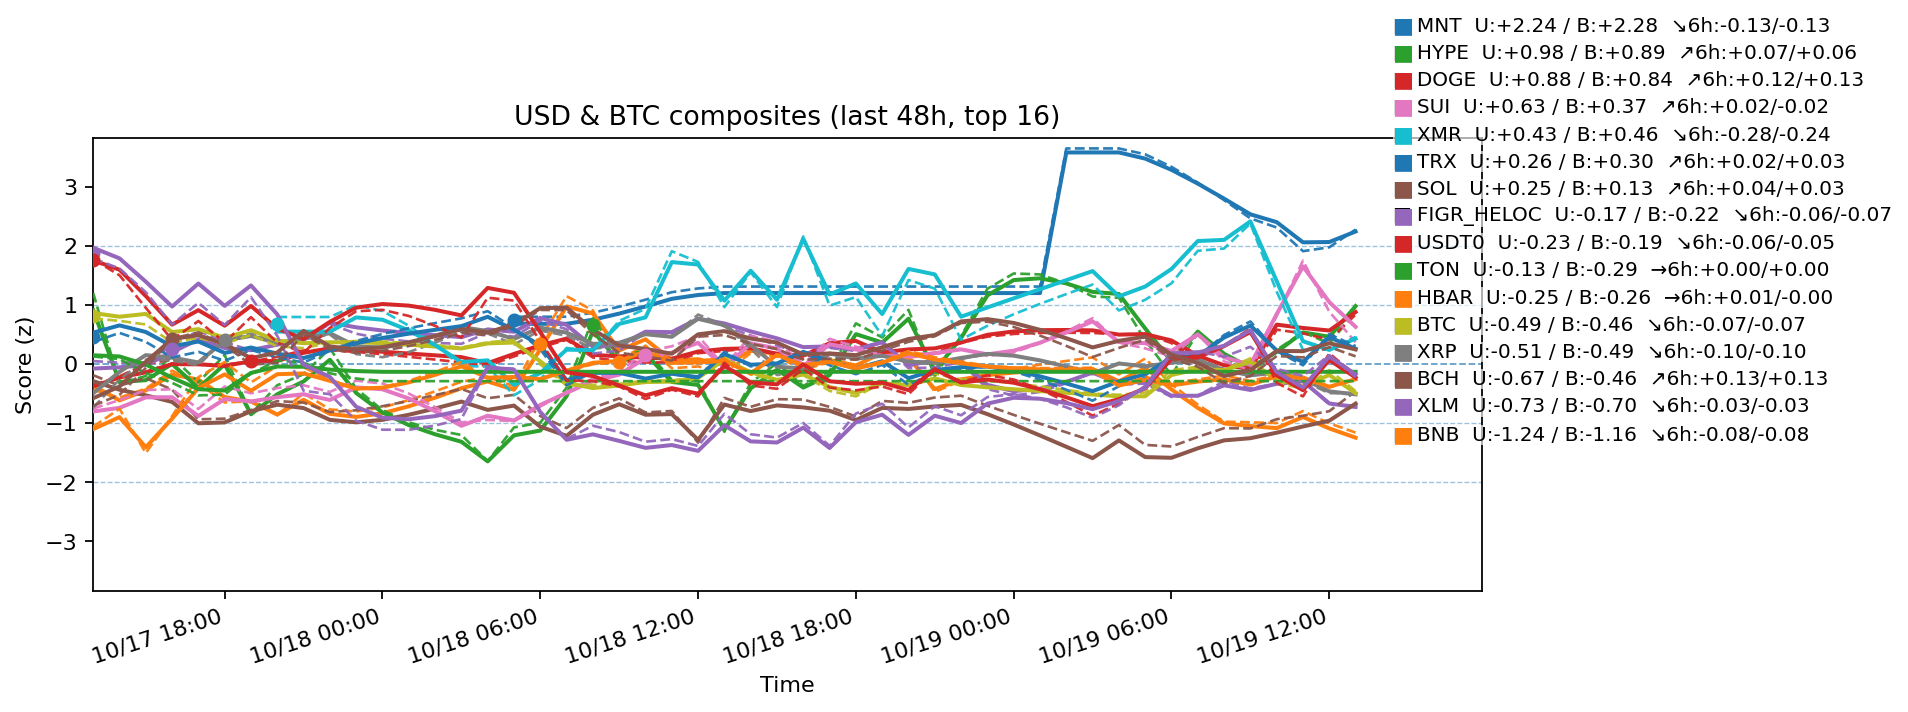 MNT  U:+2.24 / B:+2.28  ↘6h:-0.13/-0.13
HYPE  U:+0.98 / B:+0.89  ↗6h:+0.07/+0.06
DOGE  U:+0.88 / B:+0.84  ↗6h:+0.12/+0.13
SUI  U:+0.63 / B:+0.37  ↗6h:+0.02/-0.02
XMR  U:+0.43 / B:+0.46  ↘6h:-0.28/-0.24
TRX  U:+0.26 / B:+0.30  ↗6h:+0.02/+0.03
SOL  U:+0.25 / B:+0.13  ↗6h:+0.04/+0.03
FIGR_HELOC  U:-0.17 / B:-0.22  ↘6h:-0.06/-0.07
USDT0  U:-0.23 / B:-0.19  ↘6h:-0.06/-0.05
TON  U:-0.13 / B:-0.29  →6h:+0.00/+0.00
HBAR  U:-0.25 / B:-0.26  →6h:+0.01/-0.00
BTC  U:-0.49 / B:-0.46  ↘6h:-0.07/-0.07
XRP  U:-0.51 / B:-0.49  ↘6h:-0.10/-0.10
BCH  U:-0.67 / B:-0.46  ↗6h:+0.13/+0.13
XLM  U:-0.73 / B:-0.70  ↘6h:-0.03/-0.03
BNB  U:-1.24 / B:-1.16  ↘6h:-0.08/-0.08
USD & BTC composites (last 48h, top 16)
Score (z)
3
2
1
0
−1
−2
−3
10/17 18:00
10/18 00:00
10/18 06:00
10/18 12:00
10/18 18:00
10/19 00:00
10/19 06:00
10/19 12:00
Time